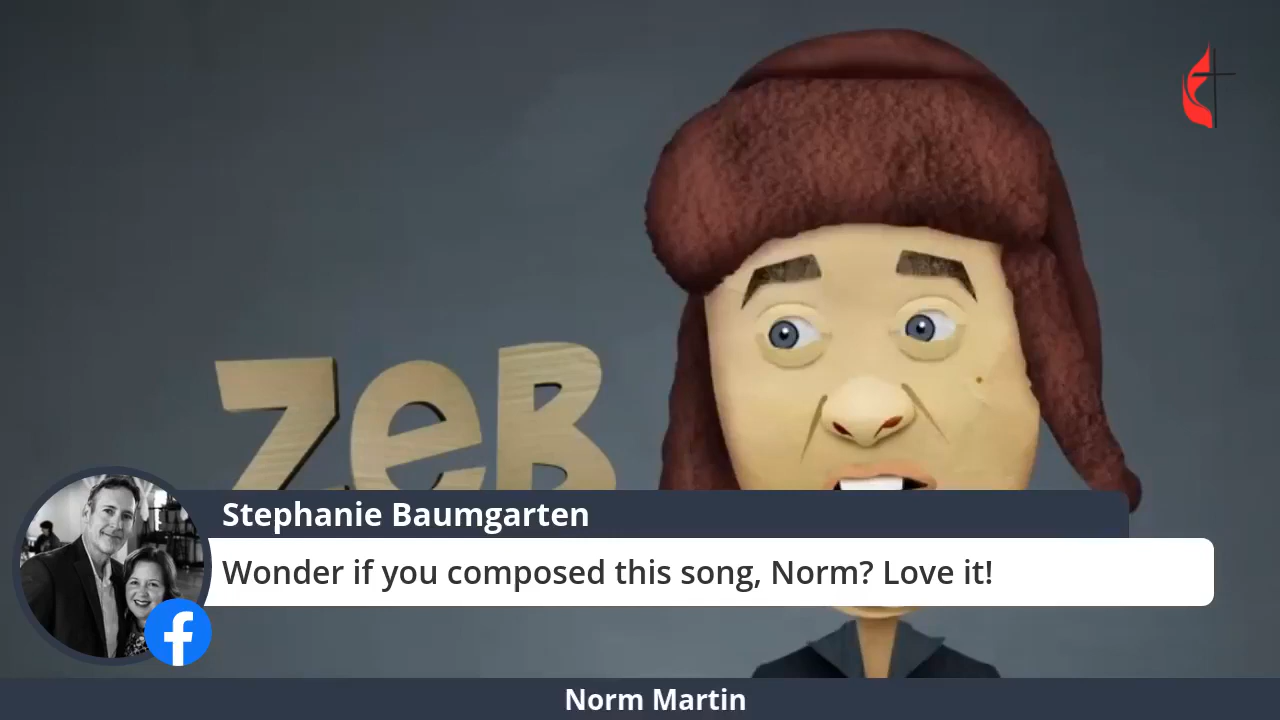 zeB
Stephanie Baumgarten
Wonder if you composed this song, Norm? Love it!
Norm Martin